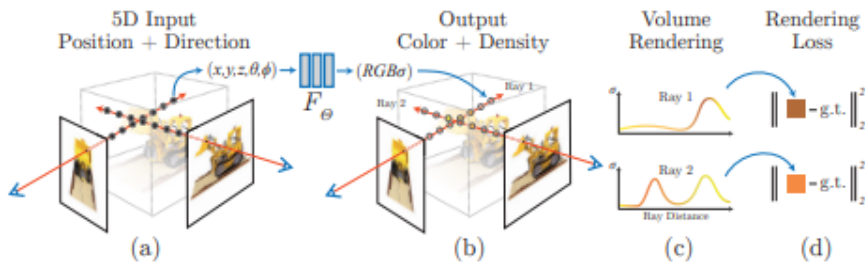 5D Input
Position + Direction
Output
Color + Density
Volume
Rendering
Rendering
Loss
(x,y,z,θ,ϕ)
F_Θ
(RGBσ)
Ray 1
Ray 2
σ
Ray 1
‖ - g.t. ‖²₂
σ
Ray 2
Ray Distance
‖ - g.t. ‖²₂
(a)
(b)
(c)
(d)